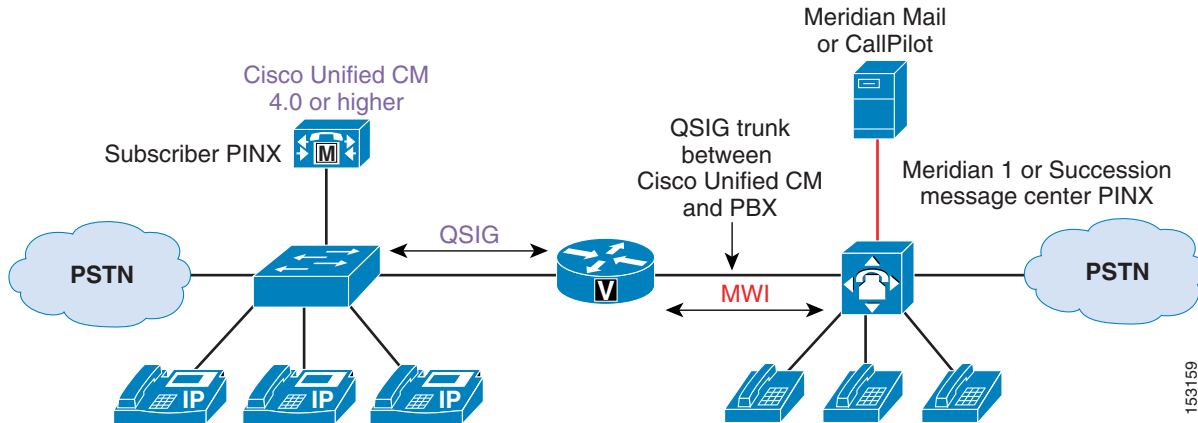 Meridian Mail
or CallPilot
Cisco Unified CM
4.0 or higher
Subscriber PINX
M
QSIG trunk
between
Cisco Unified CM
and PBX
Meridian 1 or Succession
message center PINX
PSTN
QSIG
V
MWI
PSTN
IP
IP
IP
153159